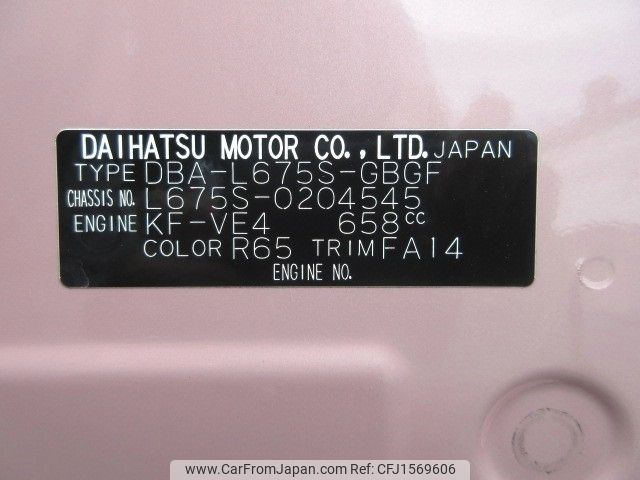 DAIHATSU MOTOR CO.,LTD. JAPAN
TYPE DBA-L675S-GBGF
CHASSIS NO. L675S-0204545
ENGINE KF-VE4 658cc
COLOR R65 TRIM FA14
ENGINE NO.
www.CarFromJapan.com - CFJ1569606